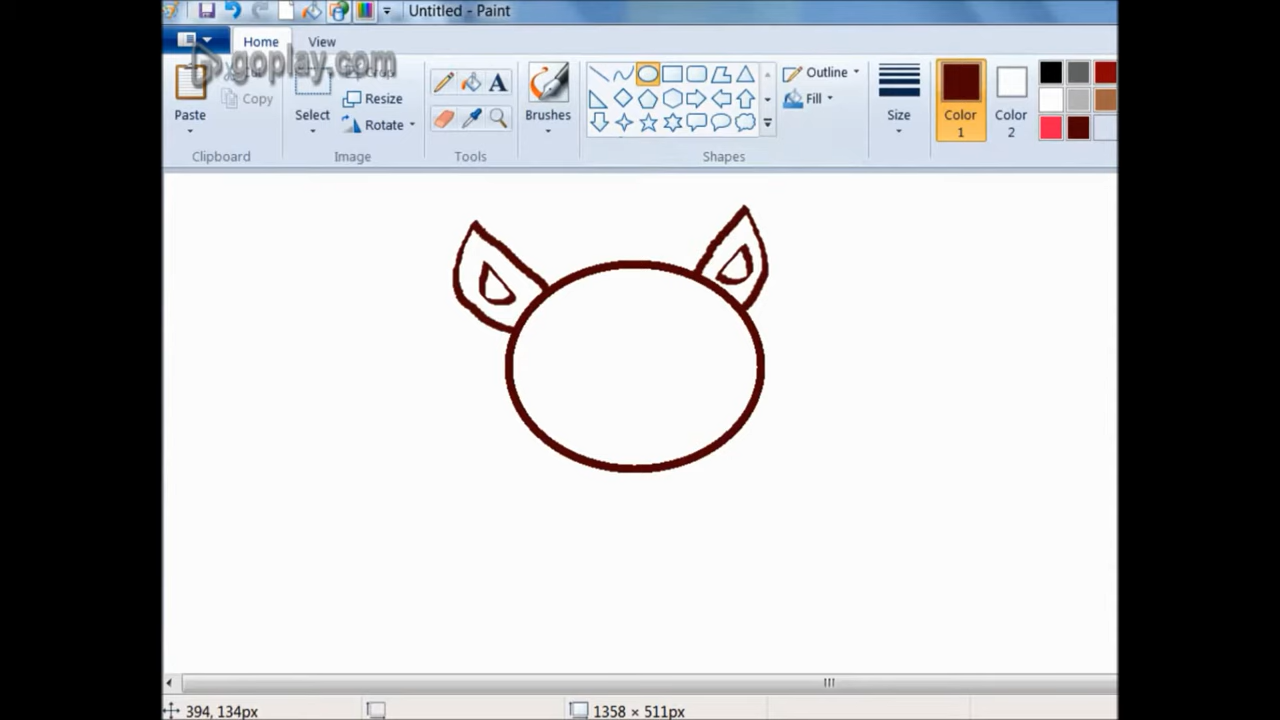 Untitled - Paint
Home View
goplay.com
Paste
Copy
Select
Resize
Rotate
Brushes
Outline
Fill
Size
Color 1
Color 2
Clipboard Image Tools Shapes
394, 134px 1358 × 511px